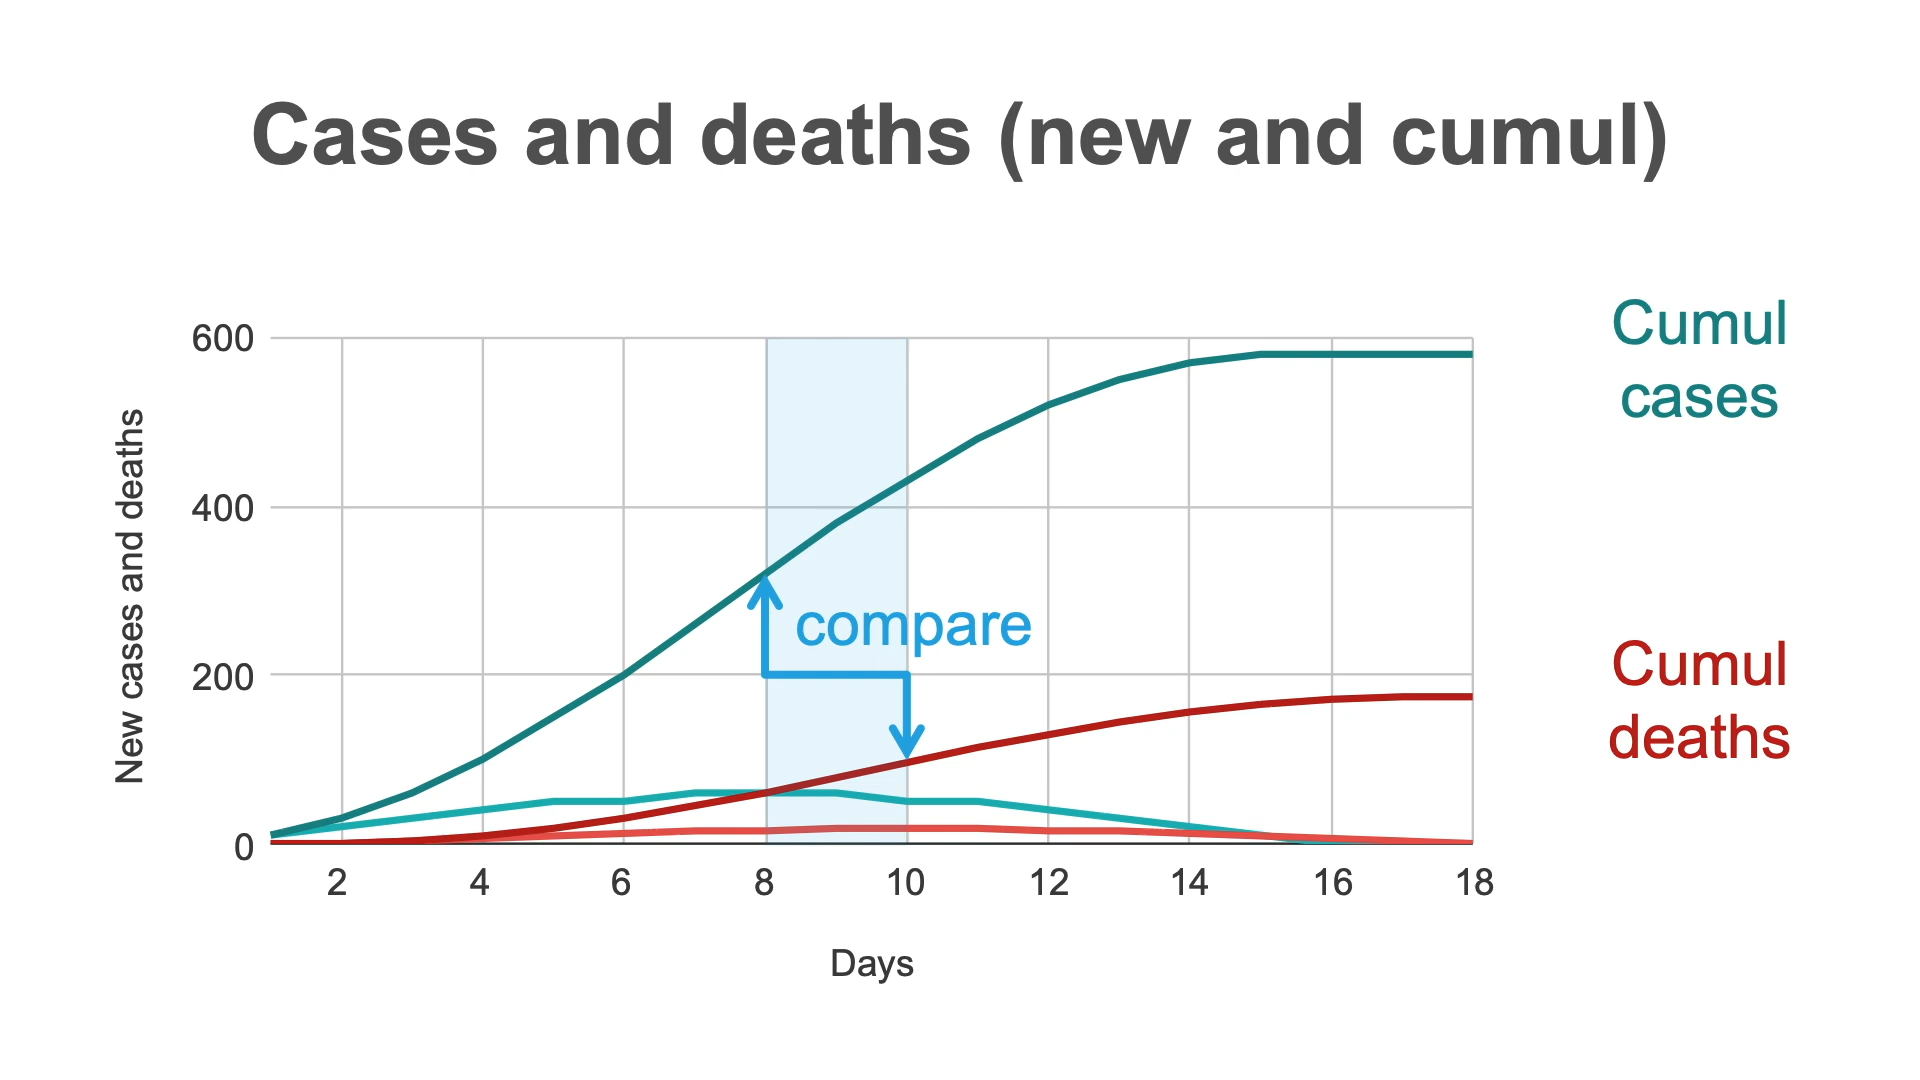 Cases and deaths (new and cumul)
New cases and deaths
600
400
200
0
compare
2 4 6 8 10 12 14 16 18
Days
Cumul
cases
Cumul
deaths